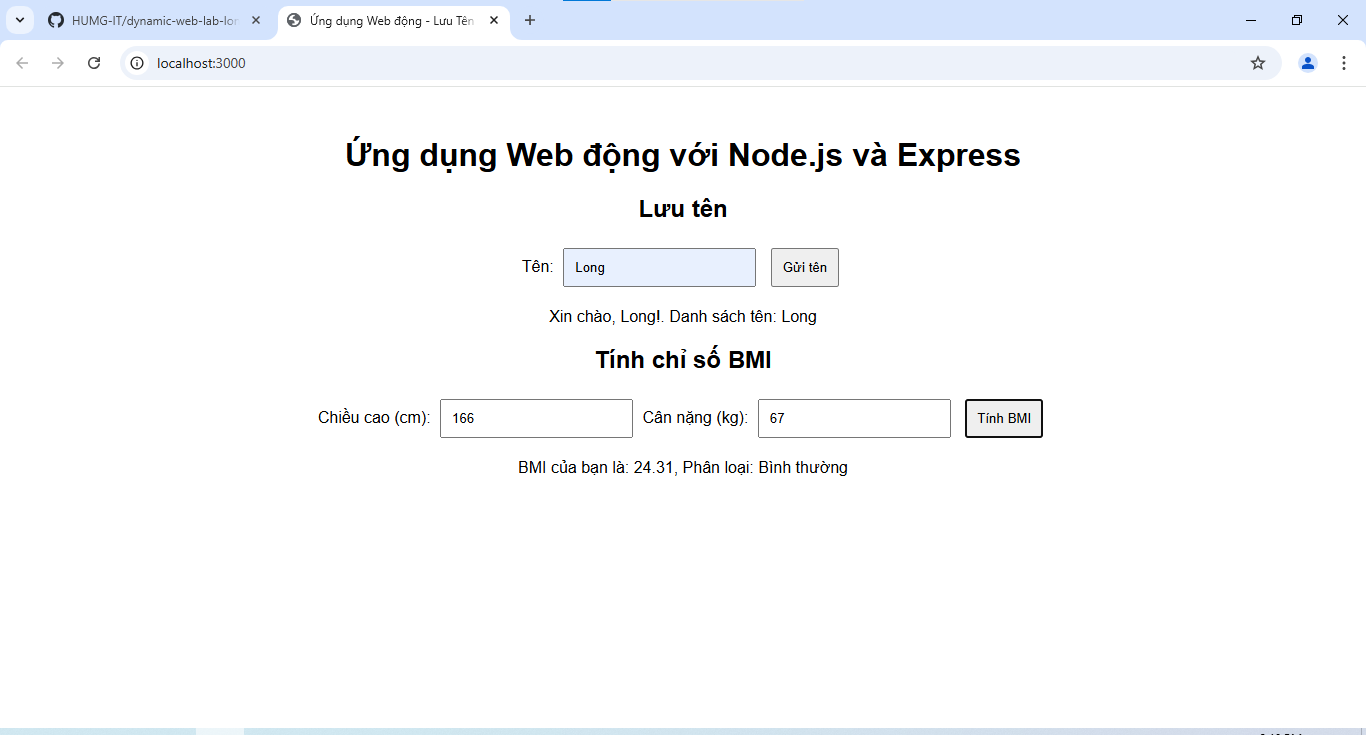 HUMG-IT/dynamic-web-lab-lon
Ứng dụng Web động - Lưu Tên
localhost:3000
Ứng dụng Web động với Node.js và Express
Lưu tên
Tên: Long Gửi tên
Xin chào, Long!. Danh sách tên: Long
Tính chỉ số BMI
Chiều cao (cm): 166 Cân nặng (kg): 67 Tính BMI
BMI của bạn là: 24.31, Phân loại: Bình thường